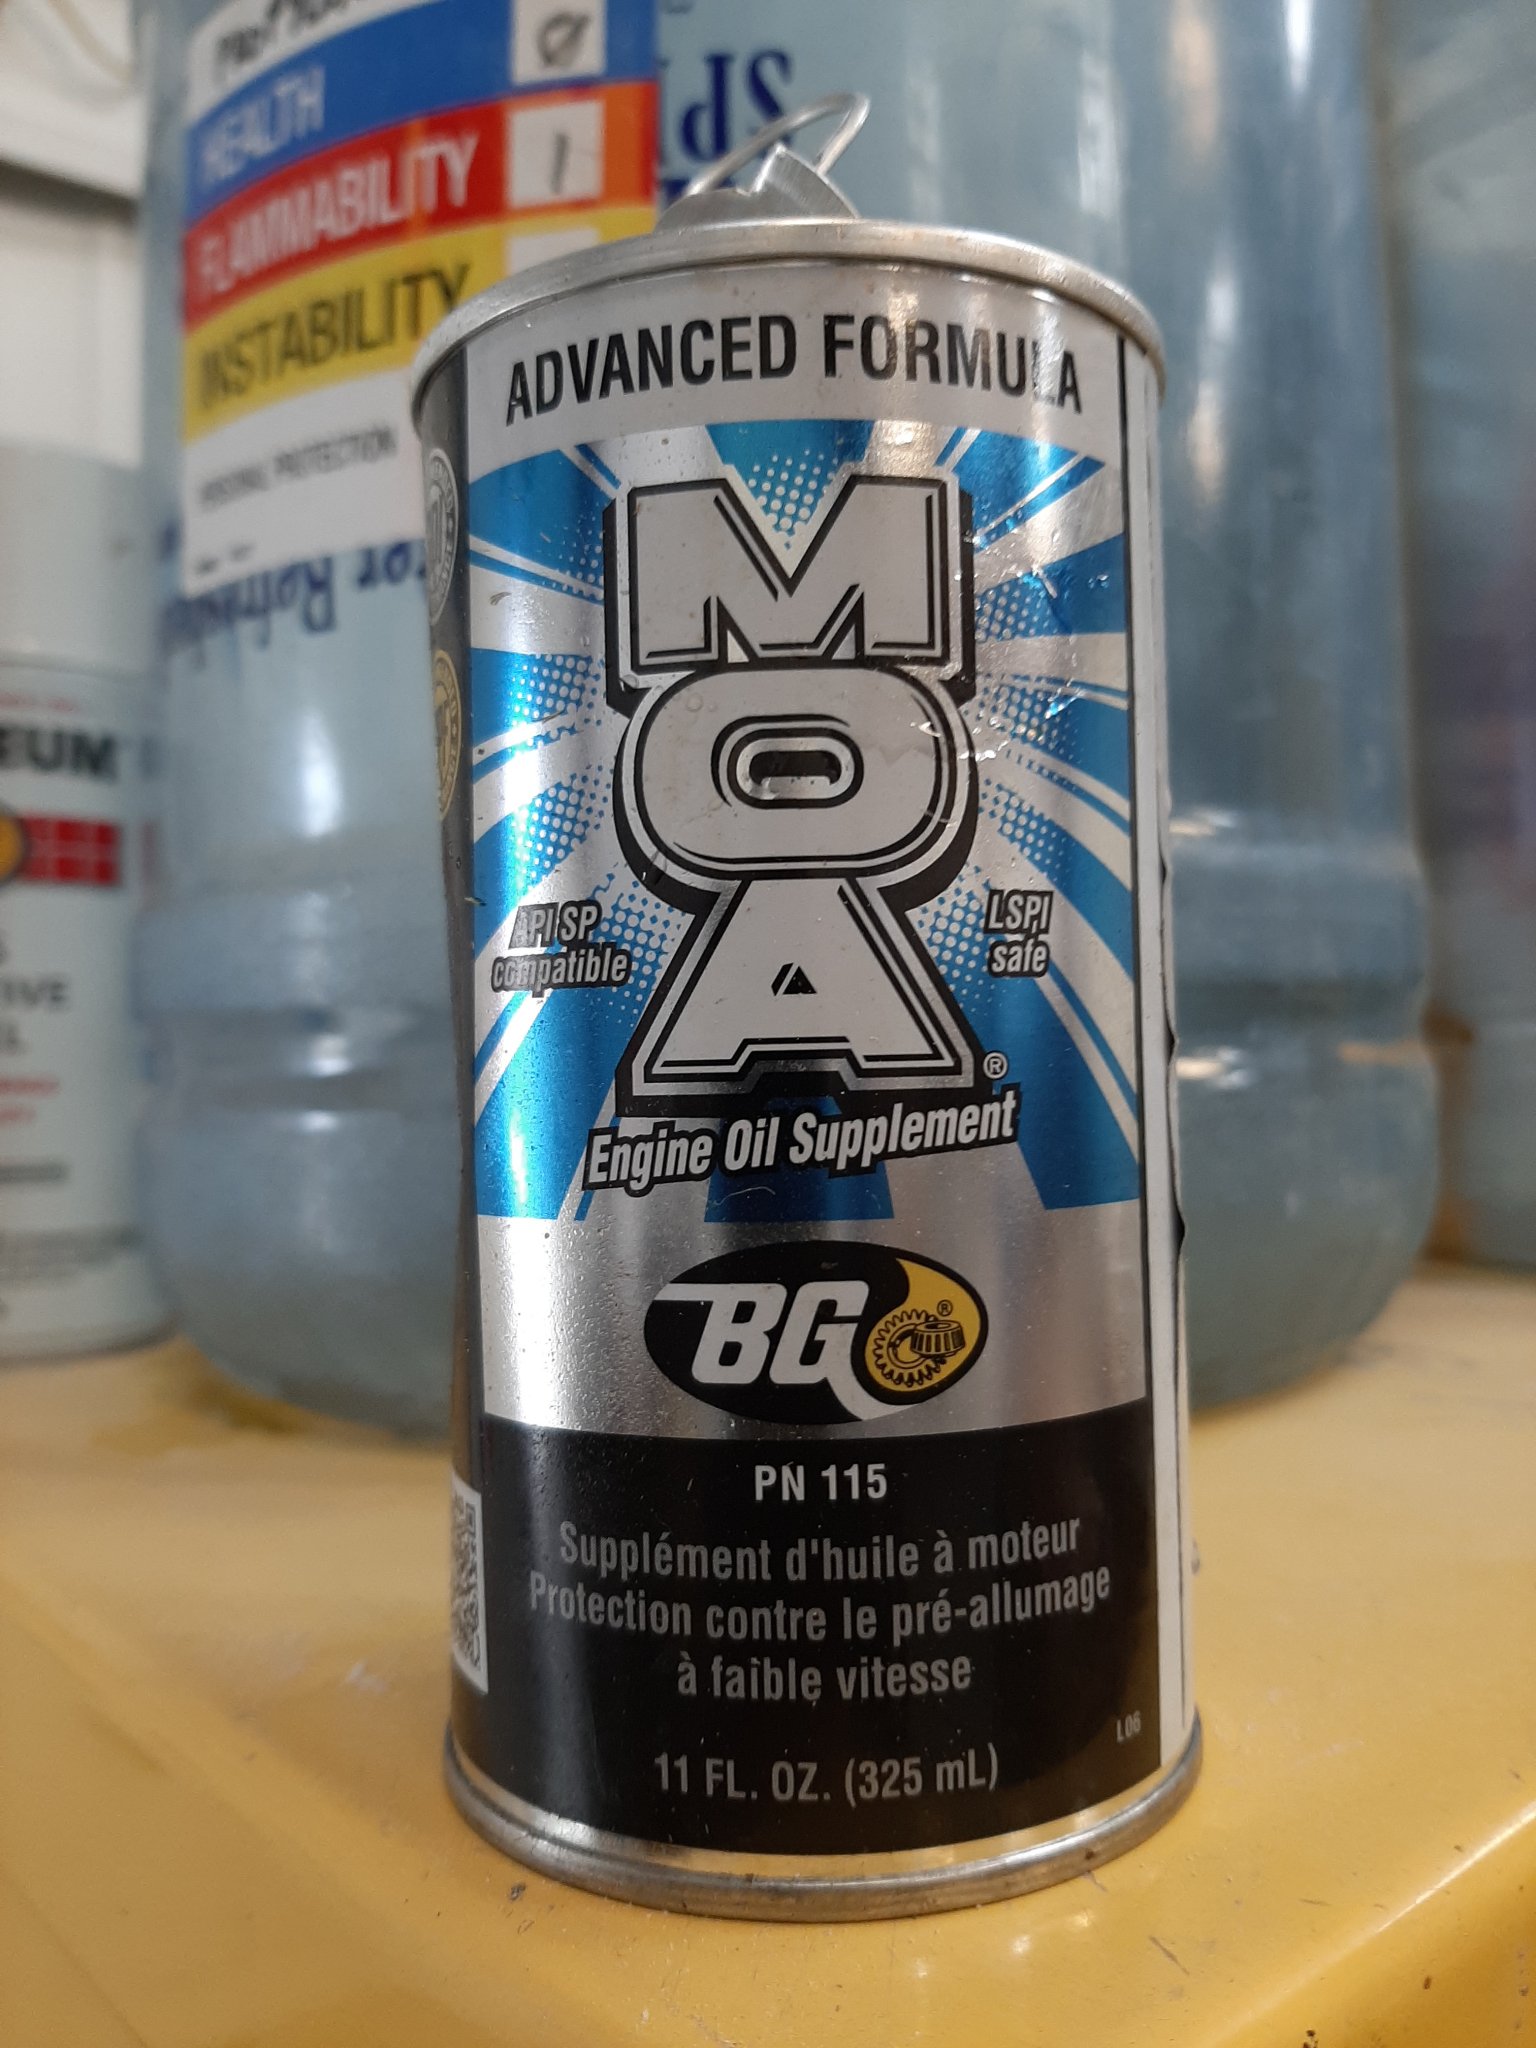 HEALTH
FLAMMABILITY
1
INSTABILITY
PERSONAL PROTECTION
ADVANCED FORMULA
MOA
®
API SP
compatible
LSPI
safe
Engine Oil Supplement
BG
®
PN 115
Supplément d'huile à moteur
Protection contre le pré-allumage
à faible vitesse
L06
11 FL. OZ. (325 mL)